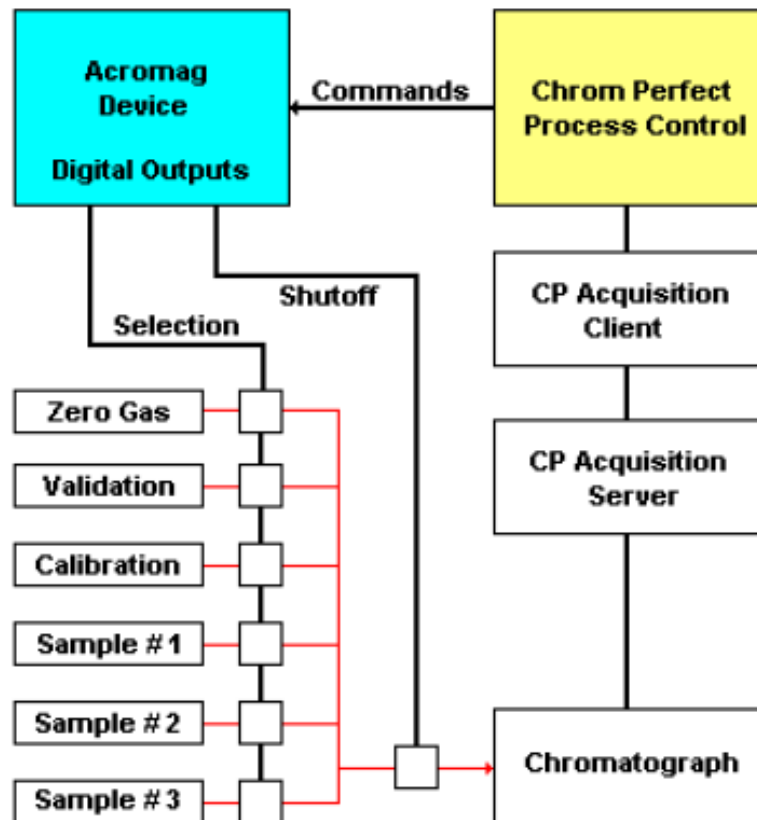 Acromag
Device
Digital Outputs
Commands
Chrom Perfect
Process Control
Shutoff
Selection
CP Acquisition
Client
CP Acquisition
Server
Zero Gas
Validation
Calibration
Sample # 1
Sample # 2
Sample # 3
Chromatograph